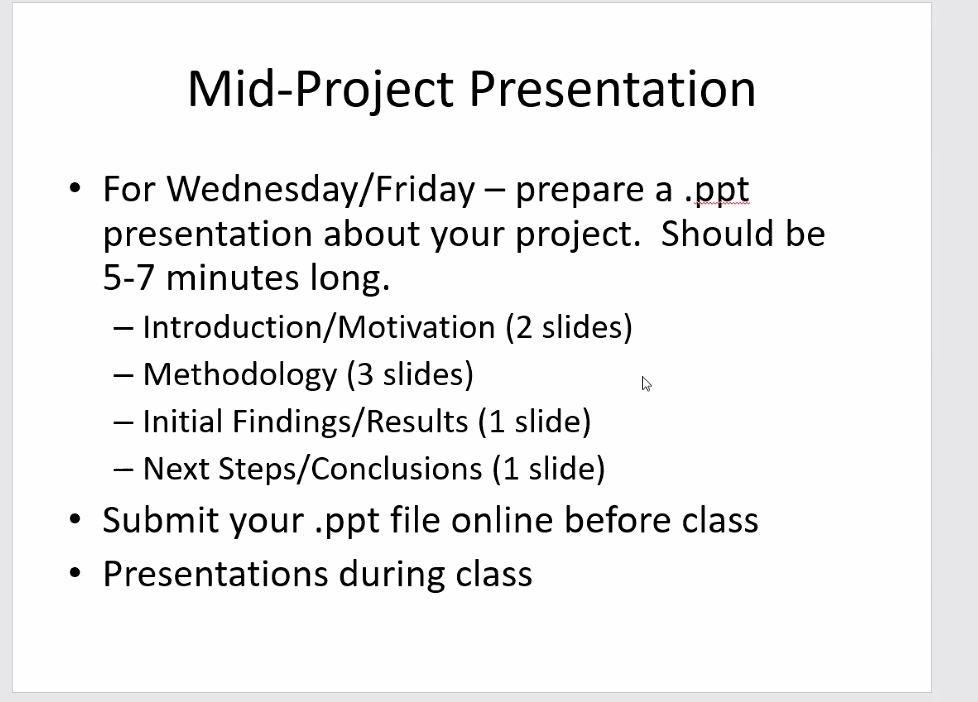 Mid-Project Presentation
• For Wednesday/Friday – prepare a .ppt
presentation about your project.  Should be
5-7 minutes long.
– Introduction/Motivation (2 slides)
– Methodology (3 slides)
– Initial Findings/Results (1 slide)
– Next Steps/Conclusions (1 slide)
• Submit your .ppt file online before class
• Presentations during class